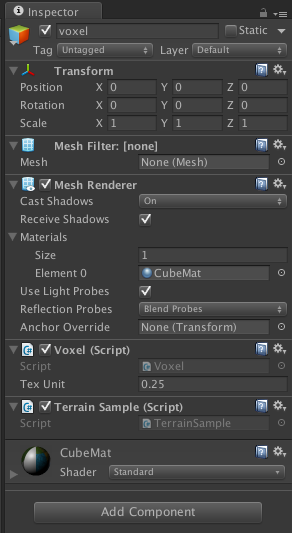 Inspector
voxel Static
Tag Untagged Layer Default
Transform
Position X 0 Y 0 Z 0
Rotation X 0 Y 0 Z 0
Scale X 1 Y 1 Z 1
Mesh Filter: [none]
Mesh None (Mesh)
Mesh Renderer
Cast Shadows On
Receive Shadows
Materials
Size 1
Element 0 CubeMat
Use Light Probes
Reflection Probes Blend Probes
Anchor Override None (Transform)
Voxel (Script)
Script Voxel
Tex Unit 0.25
Terrain Sample (Script)
Script TerrainSample
CubeMat
Shader Standard
Add Component